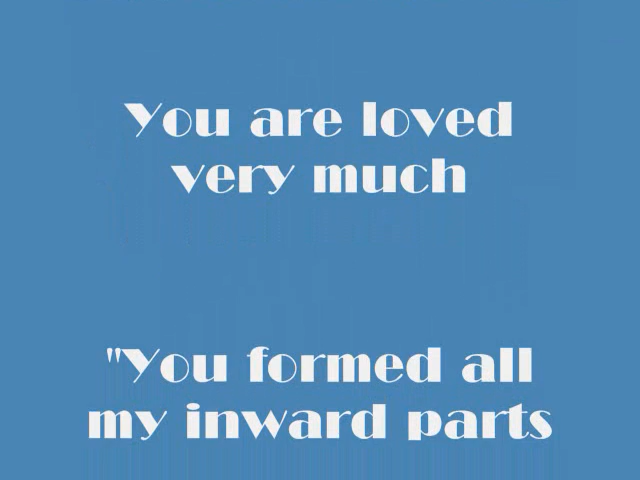 You are loved
very much
"You formed all
my inward parts